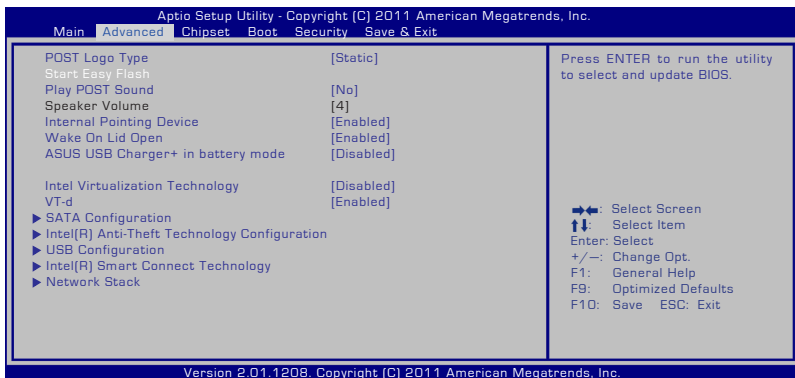 Aptio Setup Utility - Copyright (C) 2011 American Megatrends, Inc.
Main Advanced Chipset Boot Security Save & Exit
POST Logo Type [Static]
Start Easy Flash
Play POST Sound [No]
Speaker Volume [4]
Internal Pointing Device [Enabled]
Wake On Lid Open [Enabled]
ASUS USB Charger+ in battery mode [Disabled]
Intel Virtualization Technology [Disabled]
VT-d [Enabled]
SATA Configuration
Intel(R) Anti-Theft Technology Configuration
USB Configuration
Intel(R) Smart Connect Technology
Network Stack
Press ENTER to run the utility
to select and update BIOS.
: Select Screen
: Select Item
Enter: Select
+/—: Change Opt.
F1: General Help
F9: Optimized Defaults
F10: Save ESC: Exit
Version 2.01.1208. Copyright (C) 2011 American Megatrends, Inc.